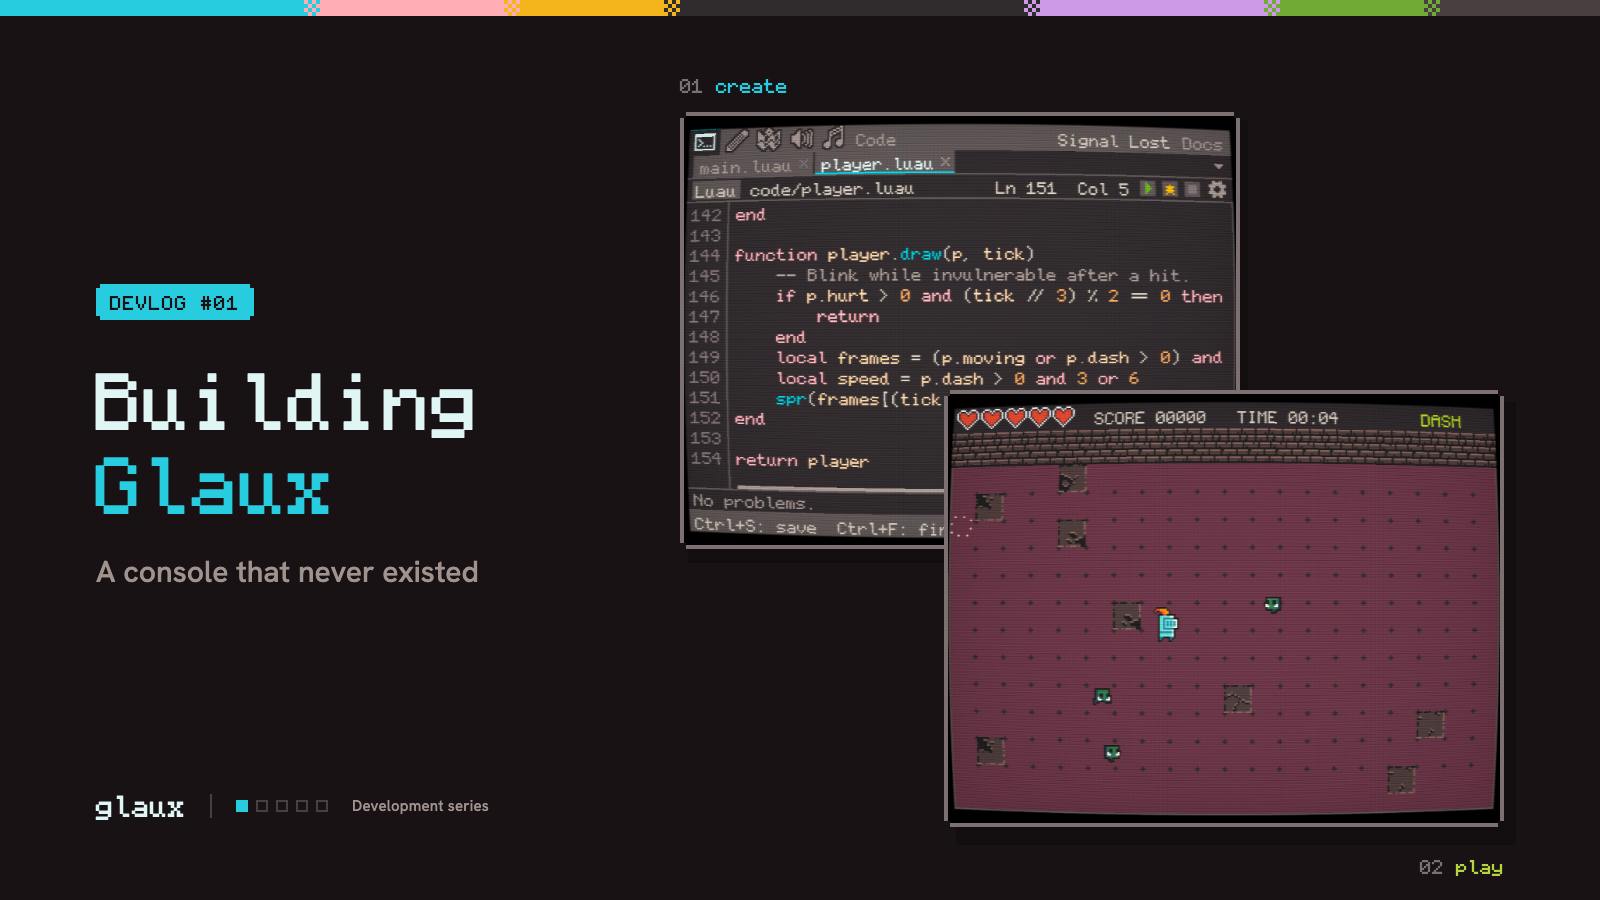 DEVLOG #01
Building
Glaux
A console that never existed
glaux
Development series
01 create
Code
Signal Lost Docs
main.luau × player.luau ×
Luau code/player.luau Ln 151 Col 5
142 end
143
144 function player.draw(p, tick)
145 -- Blink while invulnerable after a hit.
146 if p.hurt > 0 and (tick // 3) % 2 == 0 then
147 return
148 end
149 local frames = (p.moving or p.dash > 0) and
150 local speed = p.dash > 0 and 3 or 6
151 spr(frames[(tick
152 end
153
154 return player
No problems.
Ctrl+S: save Ctrl+F:
SCORE 00000 TIME 00:04 DASH
02 play